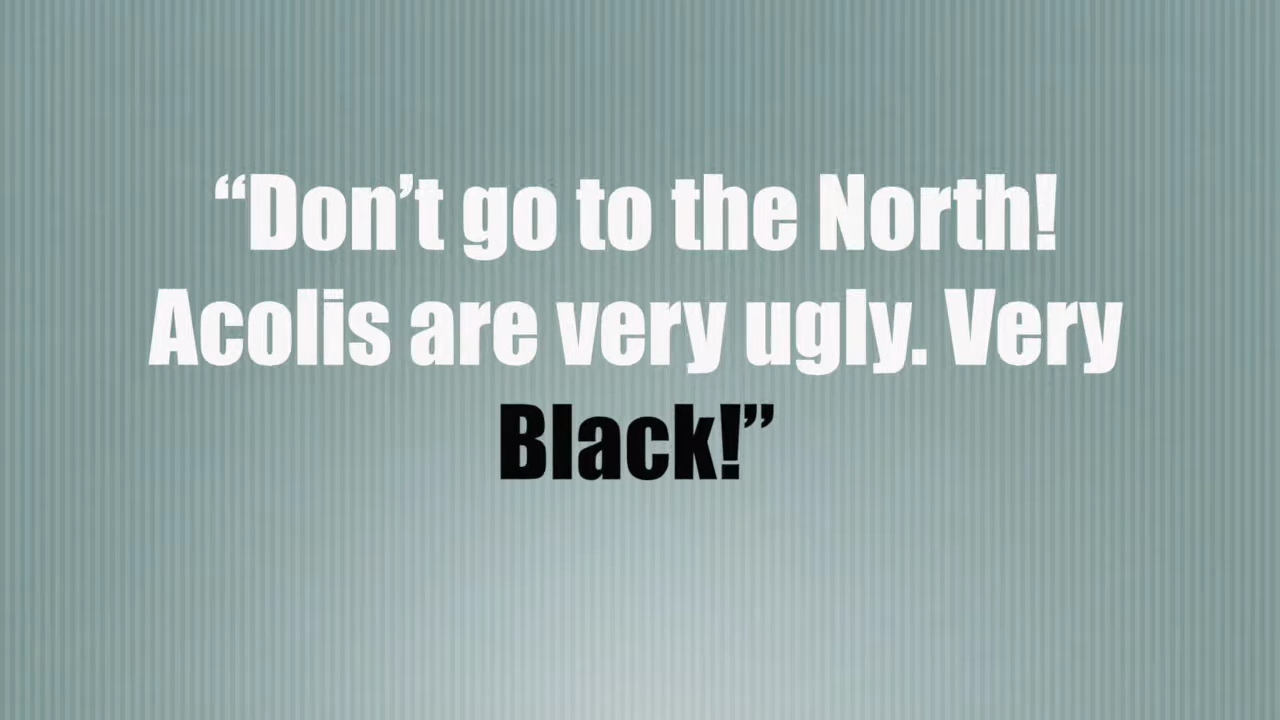 “Don’t go to the North!
Acolis are very ugly. Very
Black!”